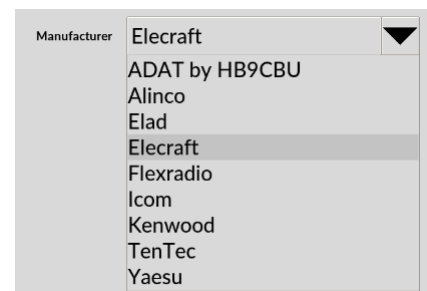 Manufacturer Elecraft
ADAT by HB9CBU
Alinco
Elad
Elecraft
Flexradio
Icom
Kenwood
TenTec
Yaesu